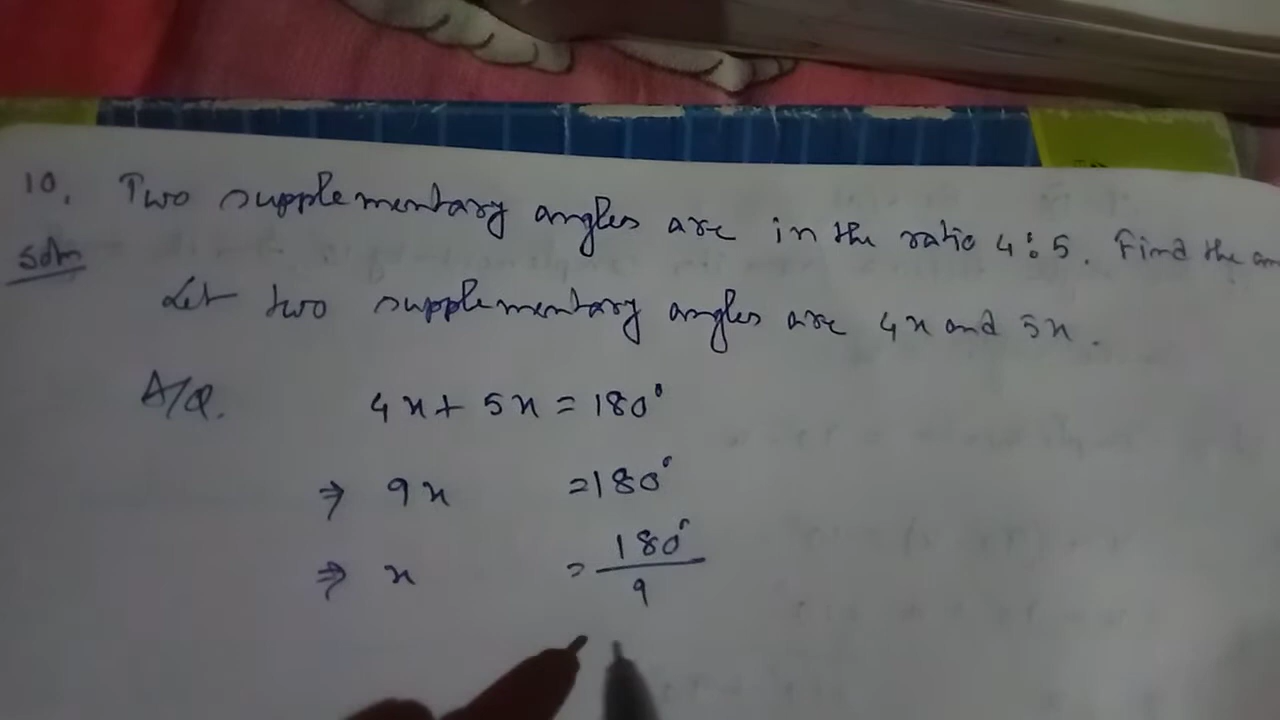 10. Two supplementary angles are in the ratio 4:5. Find the
Soln
Let two supplementary angles are 4x and 5x.
A/Q. 4x + 5x = 180°
⇒ 9x = 180°
⇒ x = 180°/9